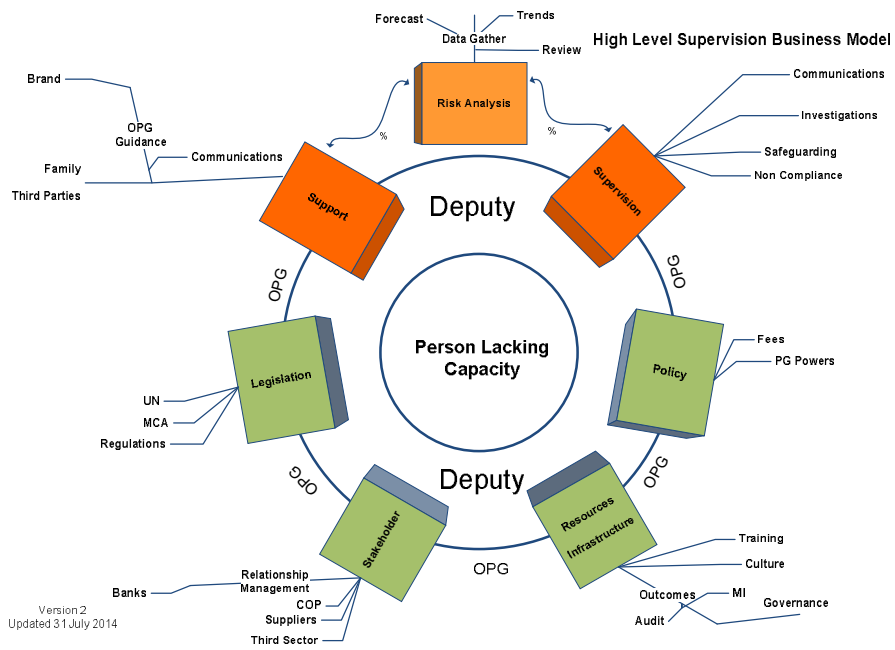 High Level Supervision Business Model
Forecast
Trends
Data Gather
Review
Risk Analysis
%
%
Brand
OPG
Guidance
Communications
Family
Third Parties
Support
Communications
Investigations
Safeguarding
Non Compliance
Supervision
Deputy
OPG
OPG
Person Lacking
Capacity
Legislation
UN
MCA
Regulations
Policy
Fees
PG Powers
Deputy
OPG
OPG
OPG
Stakeholder
Relationship
Management
Banks
COP
Suppliers
Third Sector
Resources
Infrastructure
Training
Culture
Outcomes
MI
Governance
Audit
Version 2
Updated 31 July 2014